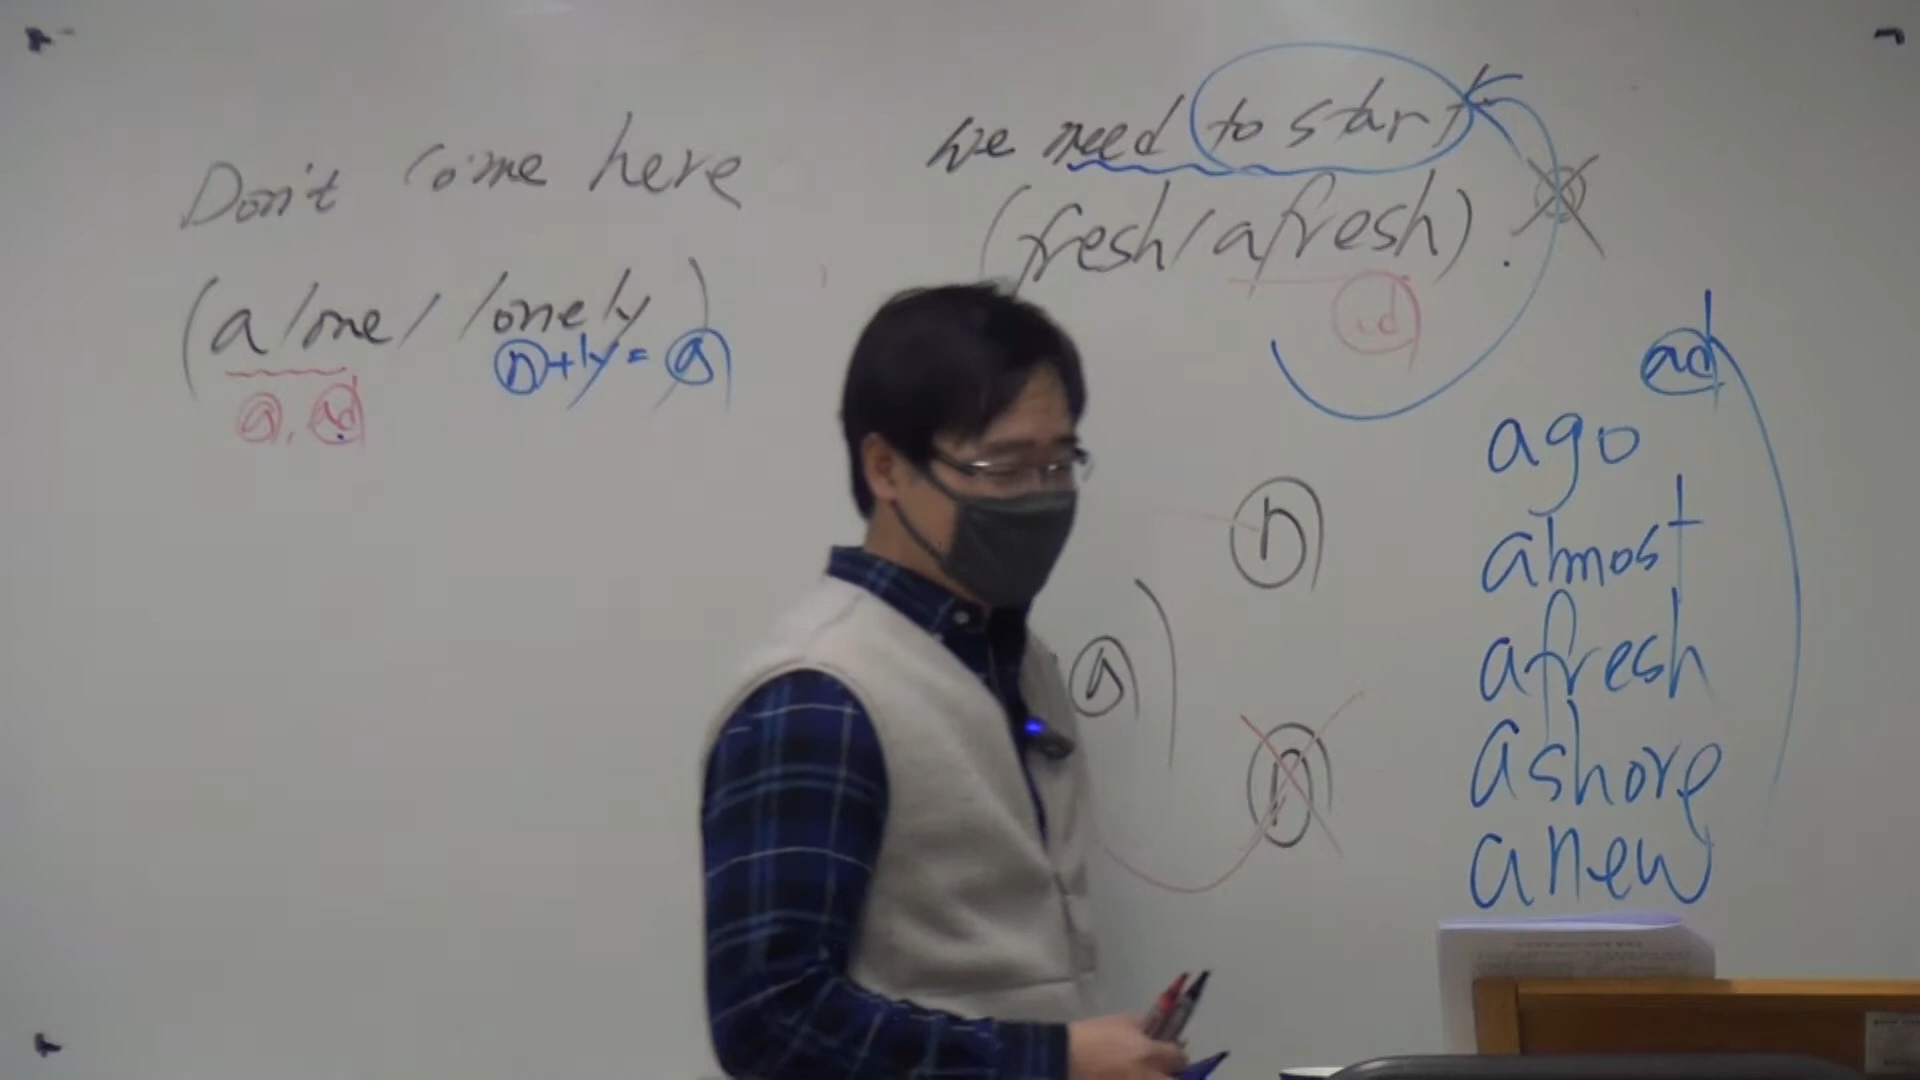 Don't come here
(alone / lonely)
ⓐ, ad
ⓝ+ly = ⓐ
we need to start
(fresh / afresh).
ad
ad
ago
almost
afresh
ashore
anew
ⓝ
ⓐ
ⓝ